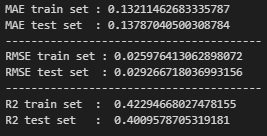 MAE train set : 0.13211462683335787
MAE test set  : 0.13787040500308784
----------------------------------------
RMSE train set : 0.025976413062898072
RMSE test set  : 0.029266718036993156
----------------------------------------
R2 train set  : 0.42294668027478155
R2 test set   : 0.4009578705319181